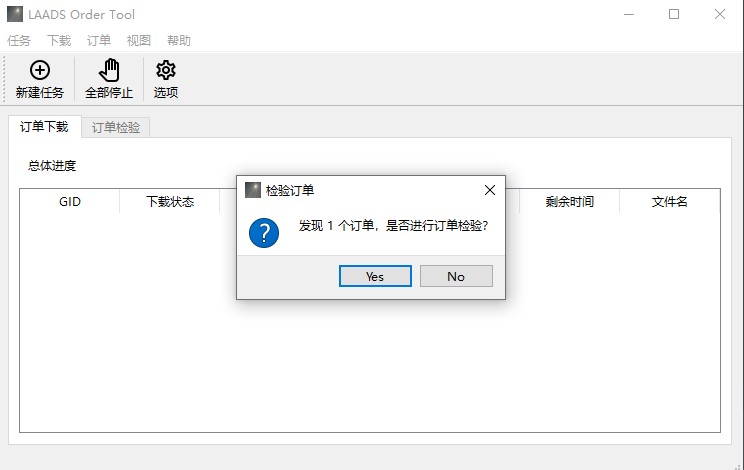 LAADS Order Tool
任务 下载 订单 视图 帮助
新建任务 全部停止 选项
订单下载 订单检验
总体进度
检验订单
GID 下载状态 剩余时间 文件名
发现 1 个订单，是否进行订单检验?
Yes No